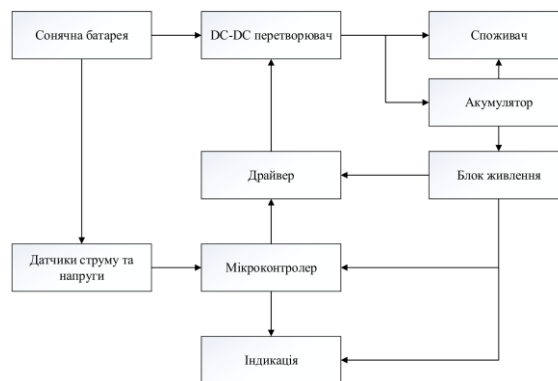 Сонячна батарея
DC-DC перетворювач
Споживач
Акумулятор
Драйвер
Блок живлення
Датчики струму та
напруги
Мікроконтролер
Індикація